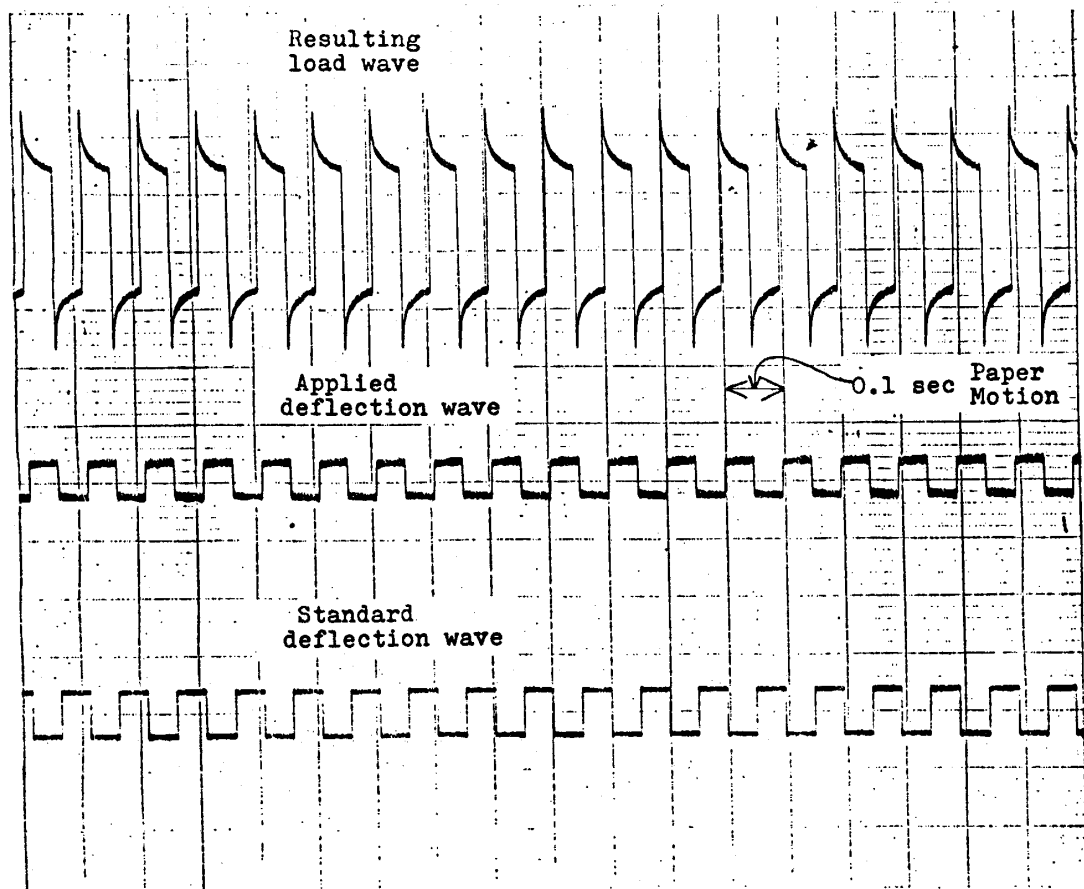 Resulting
load wave
Applied
deflection wave
0.1 sec Paper
Motion
Standard
deflection wave